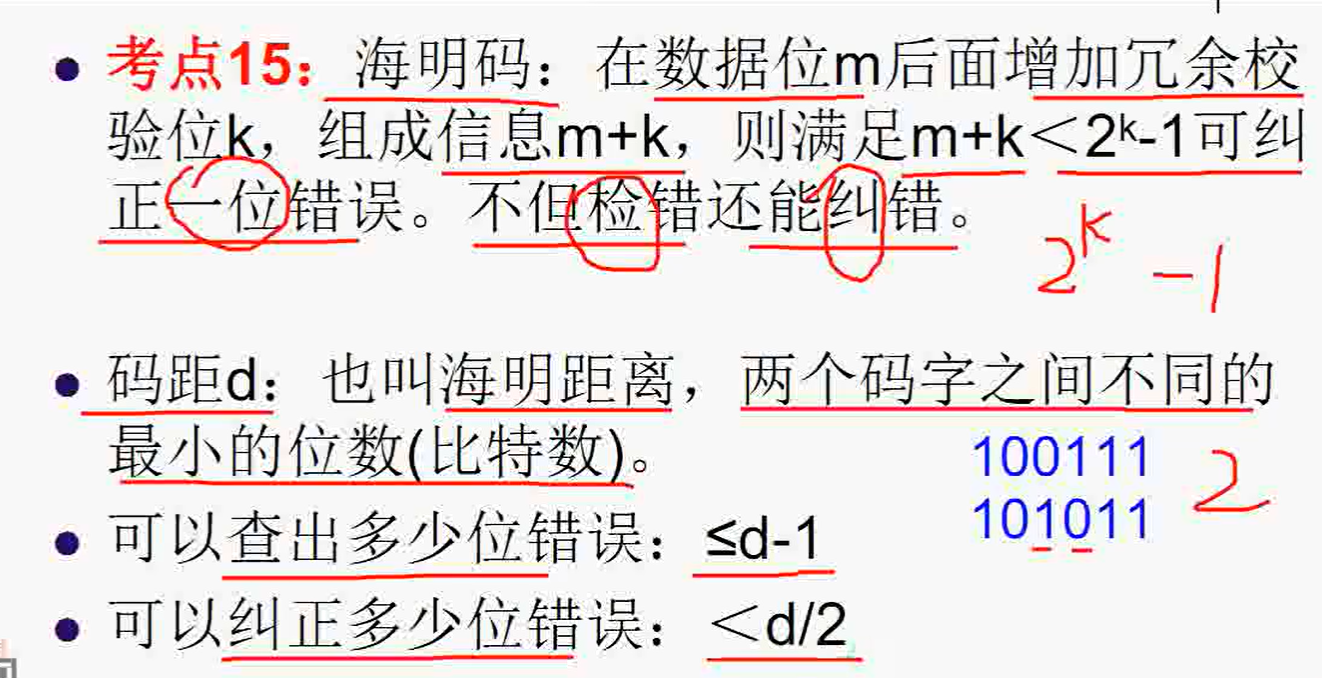 • 考点15：海明码：在数据位m后面增加冗余校
验位k，组成信息m+k，则满足m+k＜2ᵏ-1可纠
正一位错误。不但检错还能纠错。
2ᵏ -1
• 码距d：也叫海明距离，两个码字之间不同的
最小的位数(比特数)。
100111
101011
2
• 可以查出多少位错误：≤d-1
• 可以纠正多少位错误：＜d/2